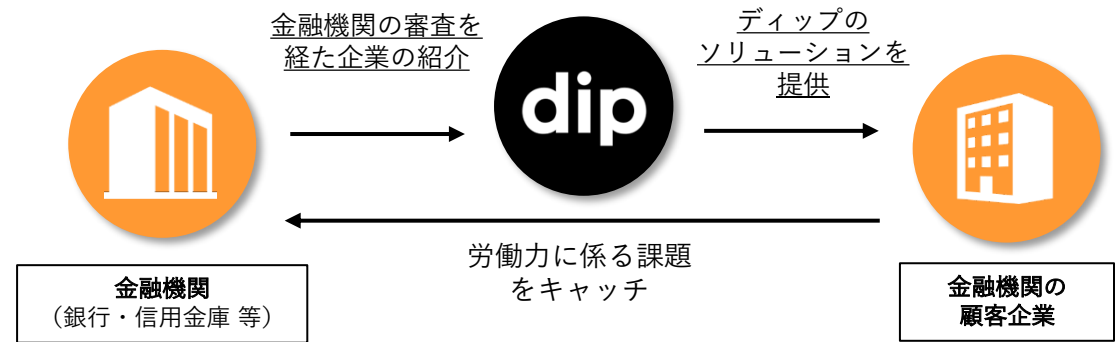 金融機関の審査を
経た企業の紹介
dip
ディップの
ソリューションを
提供
労働力に係る課題
をキャッチ
金融機関
（銀行・信用金庫 等）
金融機関の
顧客企業